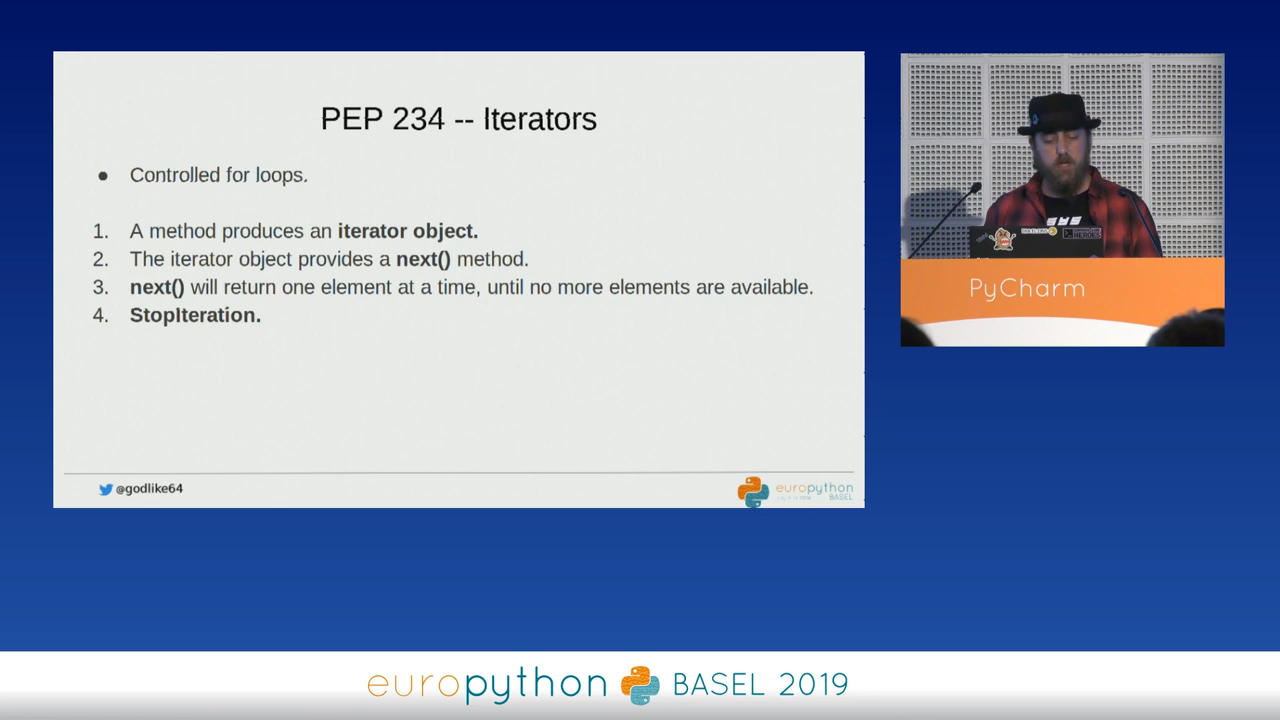 PEP 234 -- Iterators
● Controlled for loops.
1. A method produces an iterator object.
2. The iterator object provides a next() method.
3. next() will return one element at a time, until no more elements are available.
4. StopIteration.
@godlike64
europython
BASEL
PyCharm
europython BASEL 2019